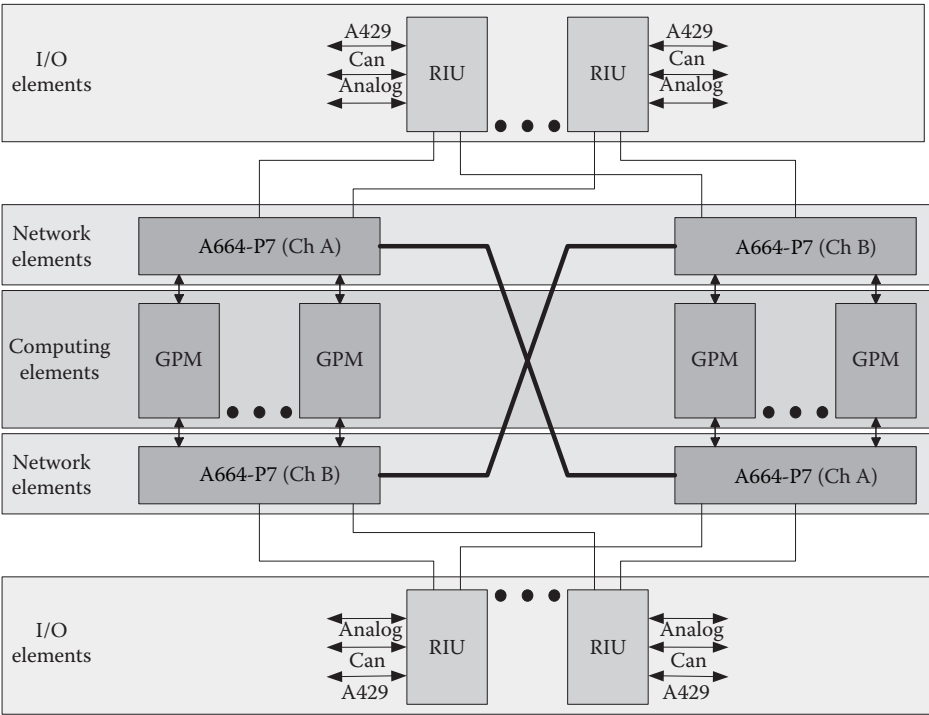 I/O
elements
A429
Can
Analog
RIU
RIU
A429
Can
Analog
Network
elements
A664-P7 (Ch A)
A664-P7 (Ch B)
Computing
elements
GPM
GPM
GPM
GPM
Network
elements
A664-P7 (Ch B)
A664-P7 (Ch A)
I/O
elements
Analog
Can
A429
RIU
RIU
Analog
Can
A429